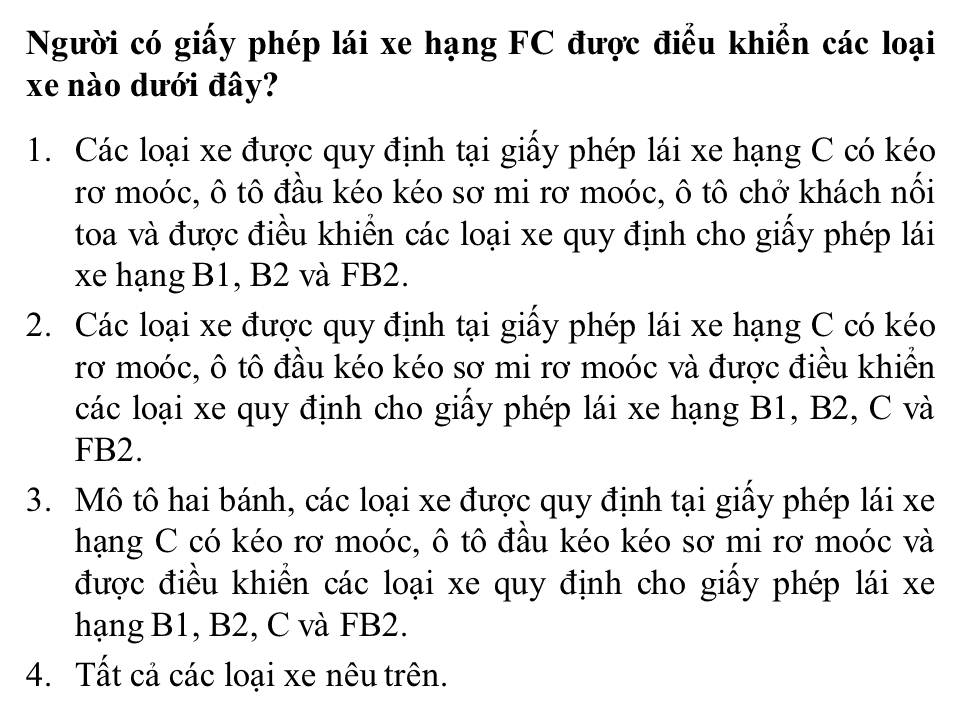 Người có giấy phép lái xe hạng FC được điểu khiển các loại
xe nào dưới đây?
1. Các loại xe được quy định tại giấy phép lái xe hạng C có kéo
rơ moóc, ô tô đầu kéo kéo sơ mi rơ moóc, ô tô chở khách nối
toa và được điều khiển các loại xe quy định cho giấy phép lái
xe hạng B1, B2 và FB2.
2. Các loại xe được quy định tại giấy phép lái xe hạng C có kéo
rơ moóc, ô tô đầu kéo kéo sơ mi rơ moóc và được điều khiển
các loại xe quy định cho giấy phép lái xe hạng B1, B2, C và
FB2.
3. Mô tô hai bánh, các loại xe được quy định tại giấy phép lái xe
hạng C có kéo rơ moóc, ô tô đầu kéo kéo sơ mi rơ moóc và
được điều khiển các loại xe quy định cho giấy phép lái xe
hạng B1, B2, C và FB2.
4. Tất cả các loại xe nêu trên.